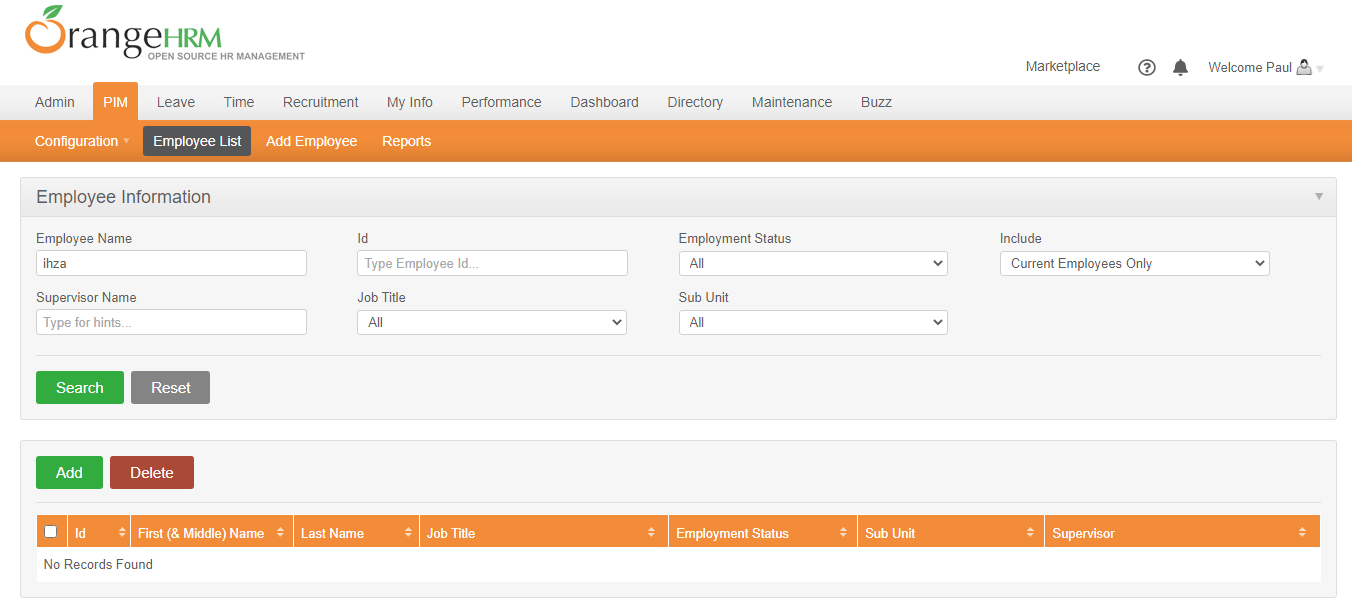 OrangeHRM
OPEN SOURCE HR MANAGEMENT
Marketplace ? Welcome Paul
Admin PIM Leave Time Recruitment My Info Performance Dashboard Directory Maintenance Buzz
Configuration Employee List Add Employee Reports
Employee Information
Employee Name Id Employment Status Include
ihza Type Employee Id... All Current Employees Only
Supervisor Name Job Title Sub Unit
Type for hints... All All
Search Reset
Add Delete
Id First (& Middle) Name Last Name Job Title Employment Status Sub Unit Supervisor
No Records Found